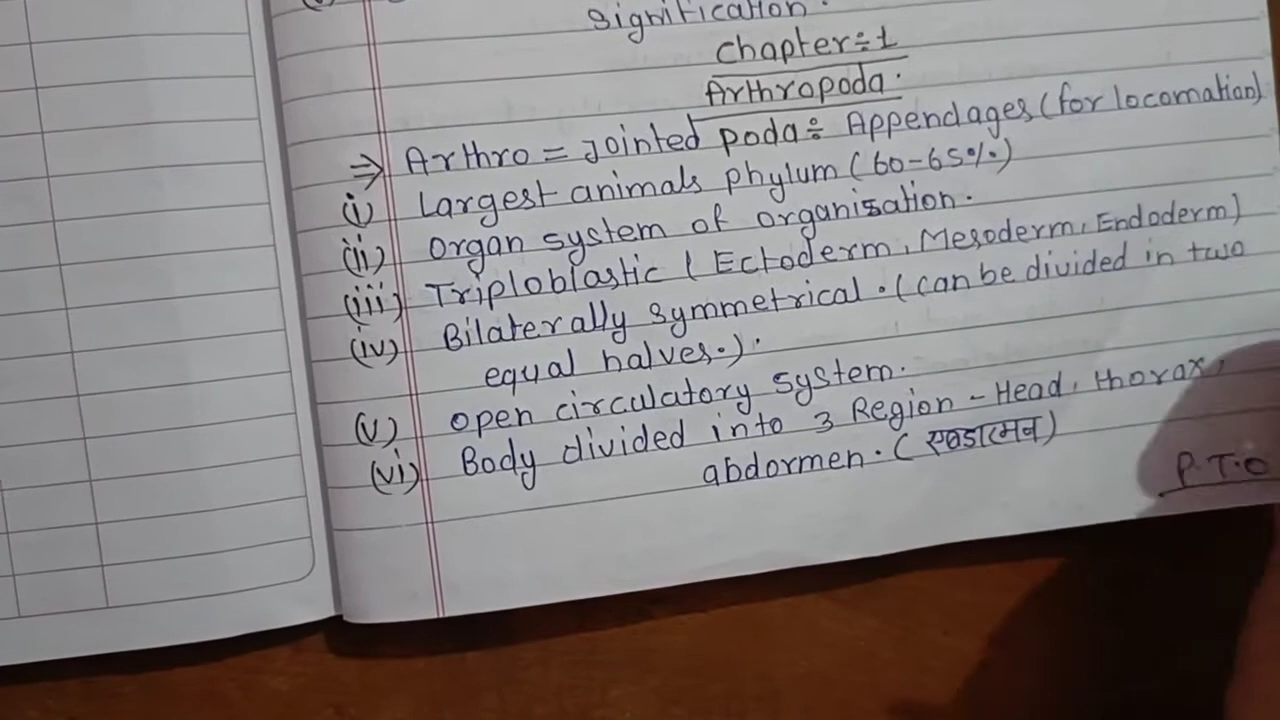 Signification.
Chapter÷1
Arthropoda.
⇒ Arthro = Jointed poda÷ Appendages (for locomation)
(i) Largest animals phylum (60-65%)
(ii) organ system of organisation.
(iii) Triploblastic ( Ectoderm, Mesoderm, Endoderm)
(iv) Bilaterally symmetrical. (can be divided in two
equal halves.).
(v) open circulatory system.
(vi) Body divided into 3 Region - Head, thorax,
abdormen. (
P.T.O